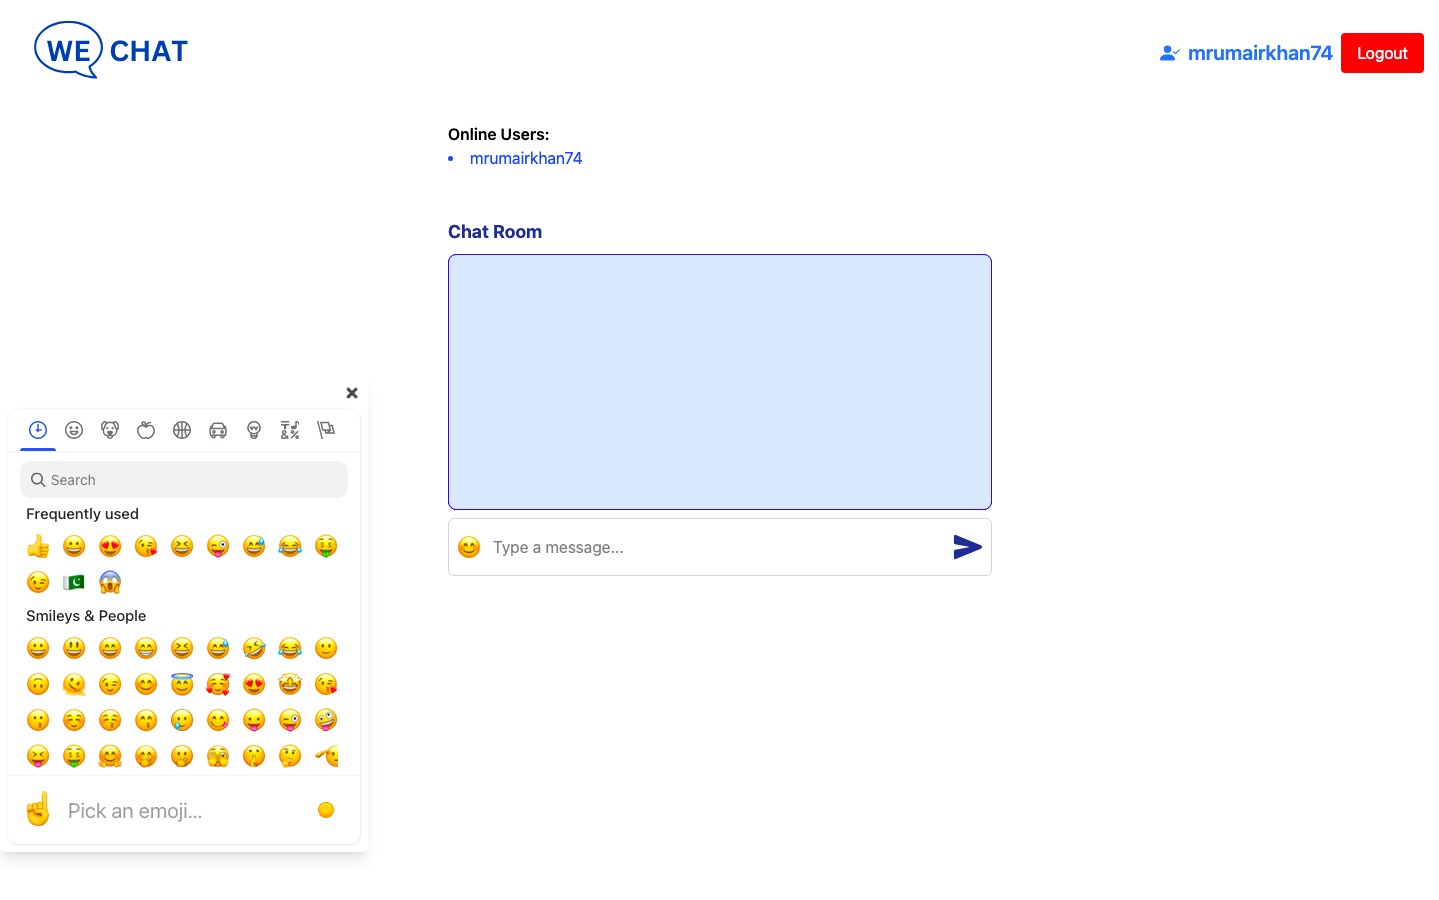 WE CHAT
mrumairkhan74
Logout
Online Users:
mrumairkhan74
Chat Room
Type a message...
Search
Frequently used
Smileys & People
Pick an emoji...